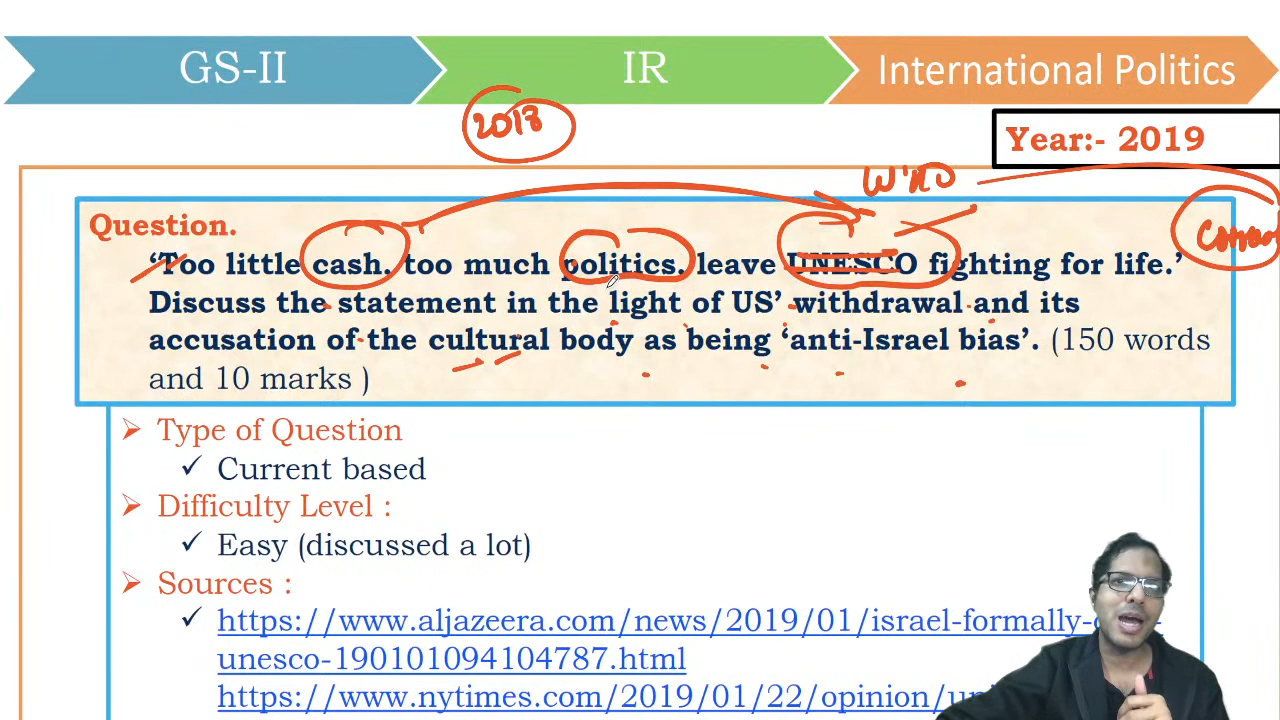 GS-II
IR
International Politics
2018
Year:- 2019
WHO
Question.
‘Too little cash, too much politics, leave UNESCO fighting for life.’
Discuss the statement in the light of US’ withdrawal and its
accusation of the cultural body as being ‘anti-Israel bias’. (150 words
and 10 marks )
Type of Question
Current based
Difficulty Level :
Easy (discussed a lot)
Sources :
https://www.aljazeera.com/news/2019/01/israel-formally-
unesco-190101094104787.html
https://www.nytimes.com/2019/01/22/opinion/